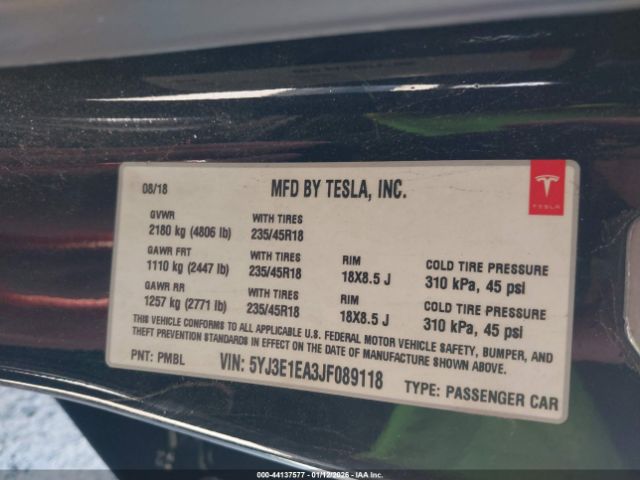 08/18 MFD BY TESLA, INC.
TESLA
GVWR WITH TIRES
2180 kg (4806 lb) 235/45R18
GAWR FRT WITH TIRES RIM COLD TIRE PRESSURE
1110 kg (2447 lb) 235/45R18 18X8.5 J 310 kPa, 45 psi
GAWR RR WITH TIRES RIM COLD TIRE PRESSURE
1257 kg (2771 lb) 235/45R18 18X8.5 J 310 kPa, 45 psi
THIS VEHICLE CONFORMS TO ALL APPLICABLE U.S. FEDERAL MOTOR VEHICLE SAFETY, BUMPER, AND
THEFT PREVENTION STANDARDS IN EFFECT ON THE DATE OF MANUFACTURE SHOWN ABOVE.
PNT: PMBL VIN: 5YJ3E1EA3JF089118 TYPE: PASSENGER CAR
000-44137577 - 01/12/2026 - IAA Inc.